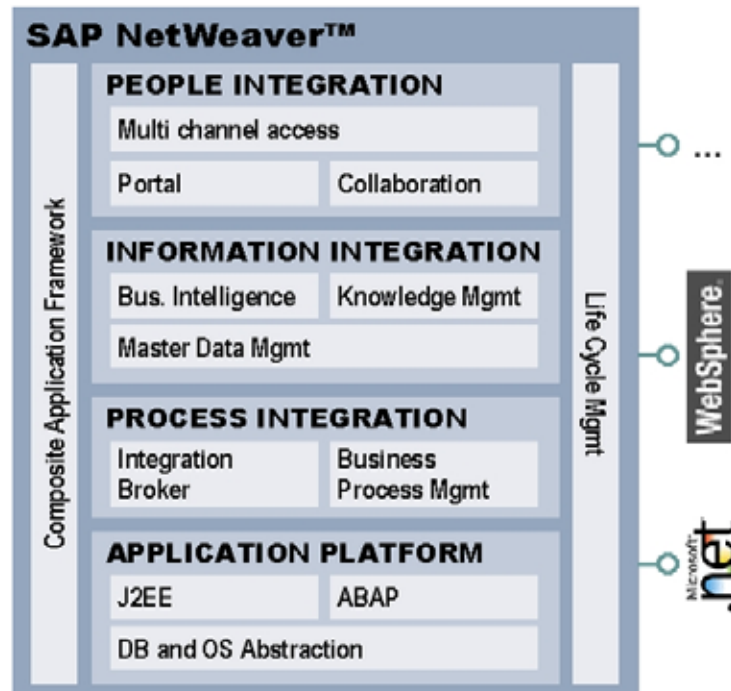 SAP NetWeaver™
Composite Application Framework
PEOPLE INTEGRATION
Multi channel access
Portal
Collaboration
INFORMATION INTEGRATION
Bus. Intelligence
Knowledge Mgmt
Master Data Mgmt
PROCESS INTEGRATION
Integration
Broker
Business
Process Mgmt
APPLICATION PLATFORM
J2EE
ABAP
DB and OS Abstraction
Life Cycle Mgmt
...
WebSphere.
Microsoft
.net